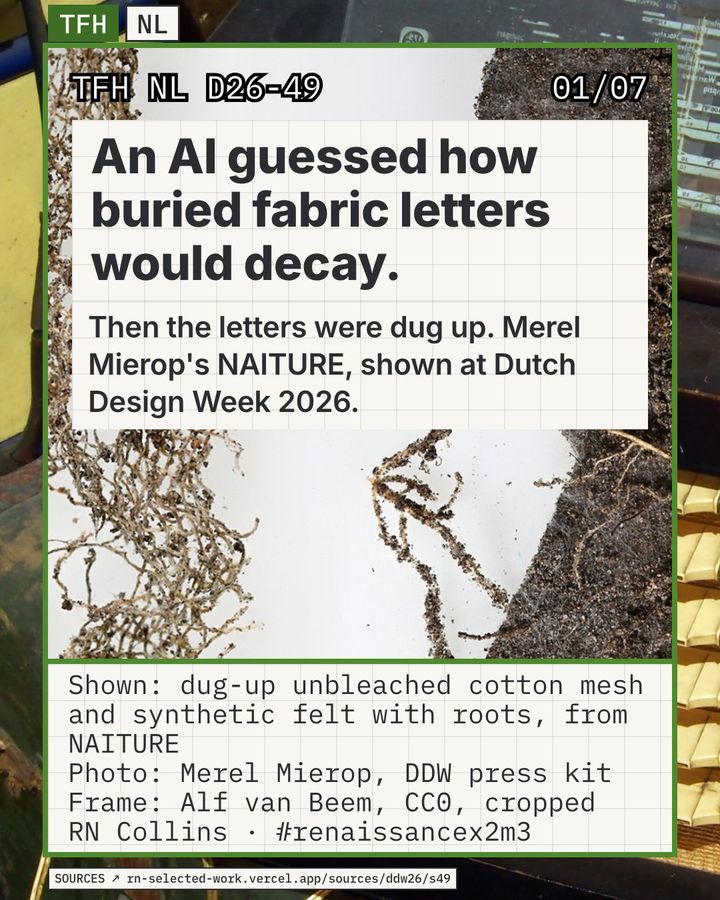 TFH NL
TFH NL D26-49 01/07
An AI guessed how
buried fabric letters
would decay.
Then the letters were dug up. Merel
Mierop's NAITURE, shown at Dutch
Design Week 2026.
Shown: dug-up unbleached cotton mesh
and synthetic felt with roots, from
NAITURE
Photo: Merel Mierop, DDW press kit
Frame: Alf van Beem, CC0, cropped
RN Collins · #renaissancex2m3
SOURCES ↗ rn-selected-work.vercel.app/sources/ddw26/s49